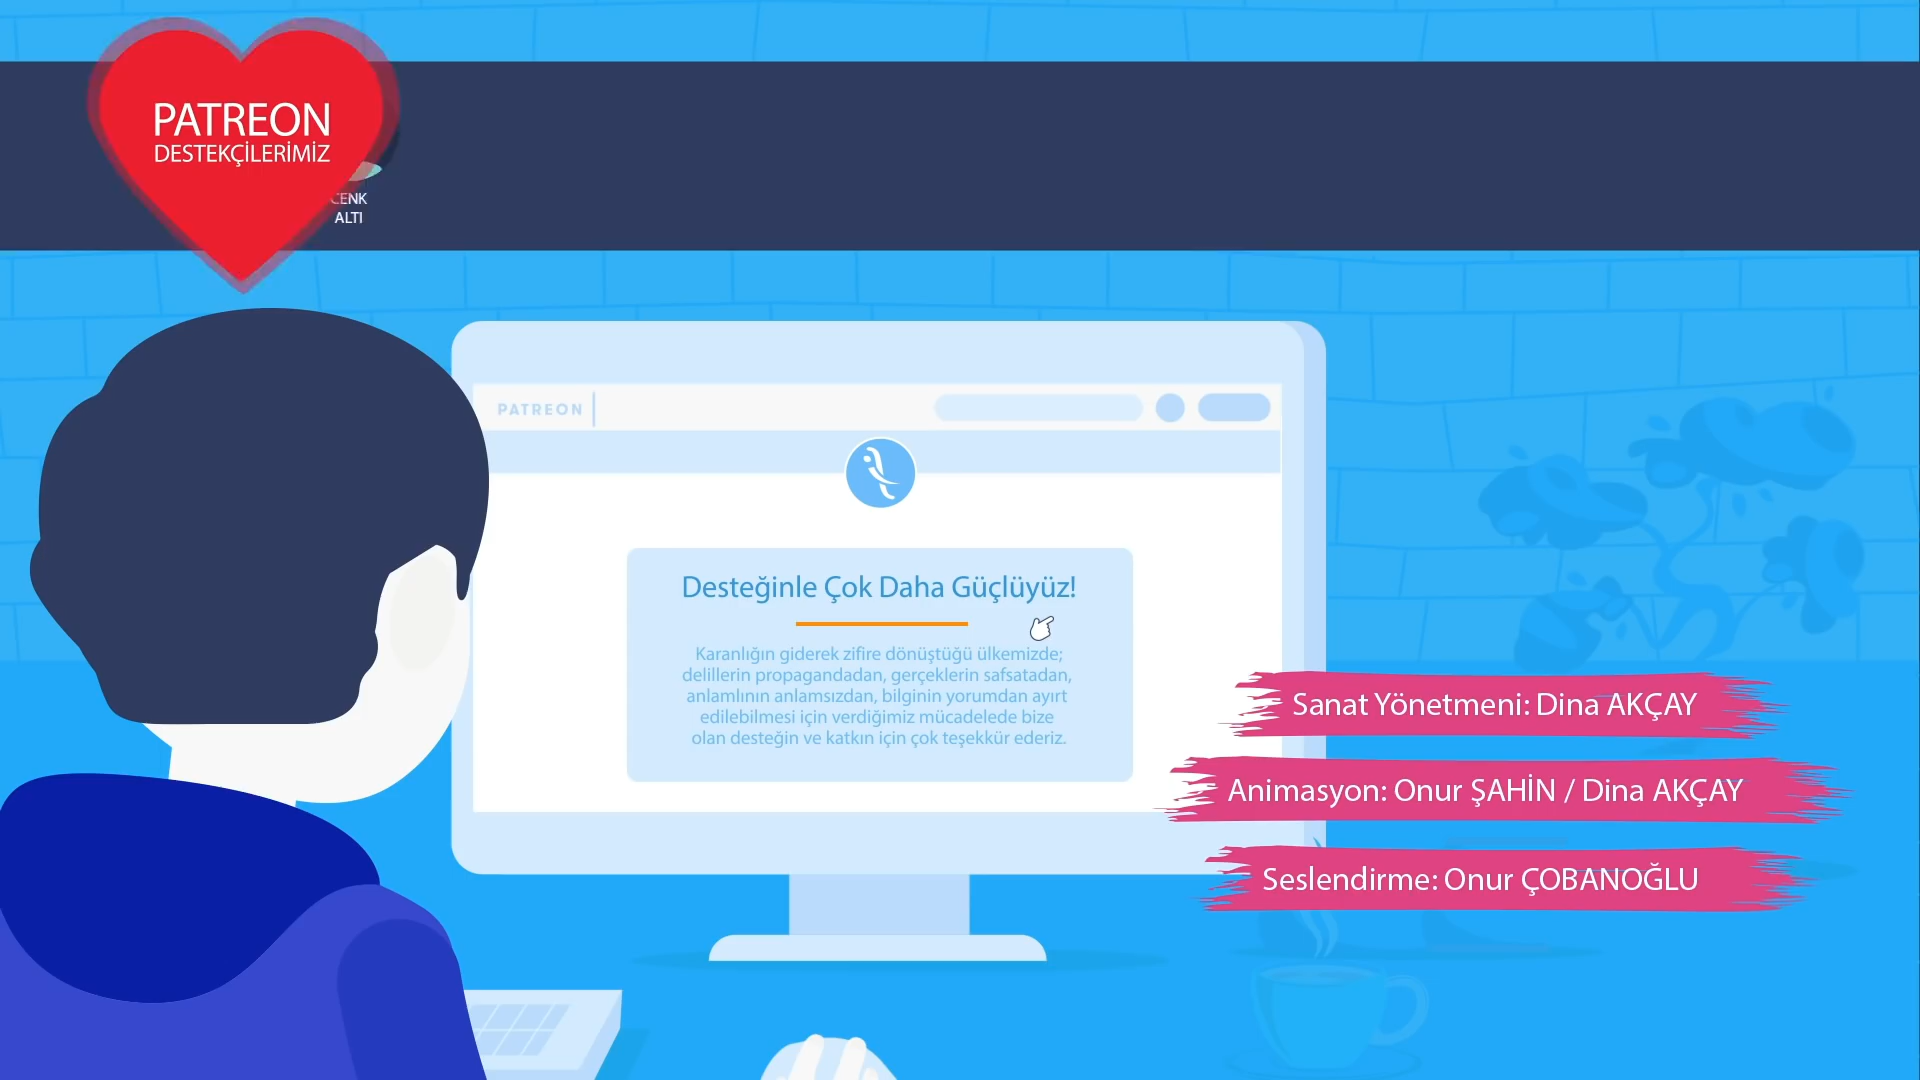 PATREON
DESTEKÇİLERİMİZ
CENK
ALTI
PATREON
Desteğinle Çok Daha Güçlüyüz!
Karanlığın giderek zifire dönüştüğü ülkemizde;
delillerin propagandadan, gerçeklerin safsatadan,
anlamlının anlamsızdan, bilginin yorumdan ayırt
edilebilmesi için verdiğimiz mücadelede bize
olan desteğin ve katkın için çok teşekkür ederiz.
Sanat Yönetmeni: Dina AKÇAY
Animasyon: Onur ŞAHİN / Dina AKÇAY
Seslendirme: Onur ÇOBANOĞLU